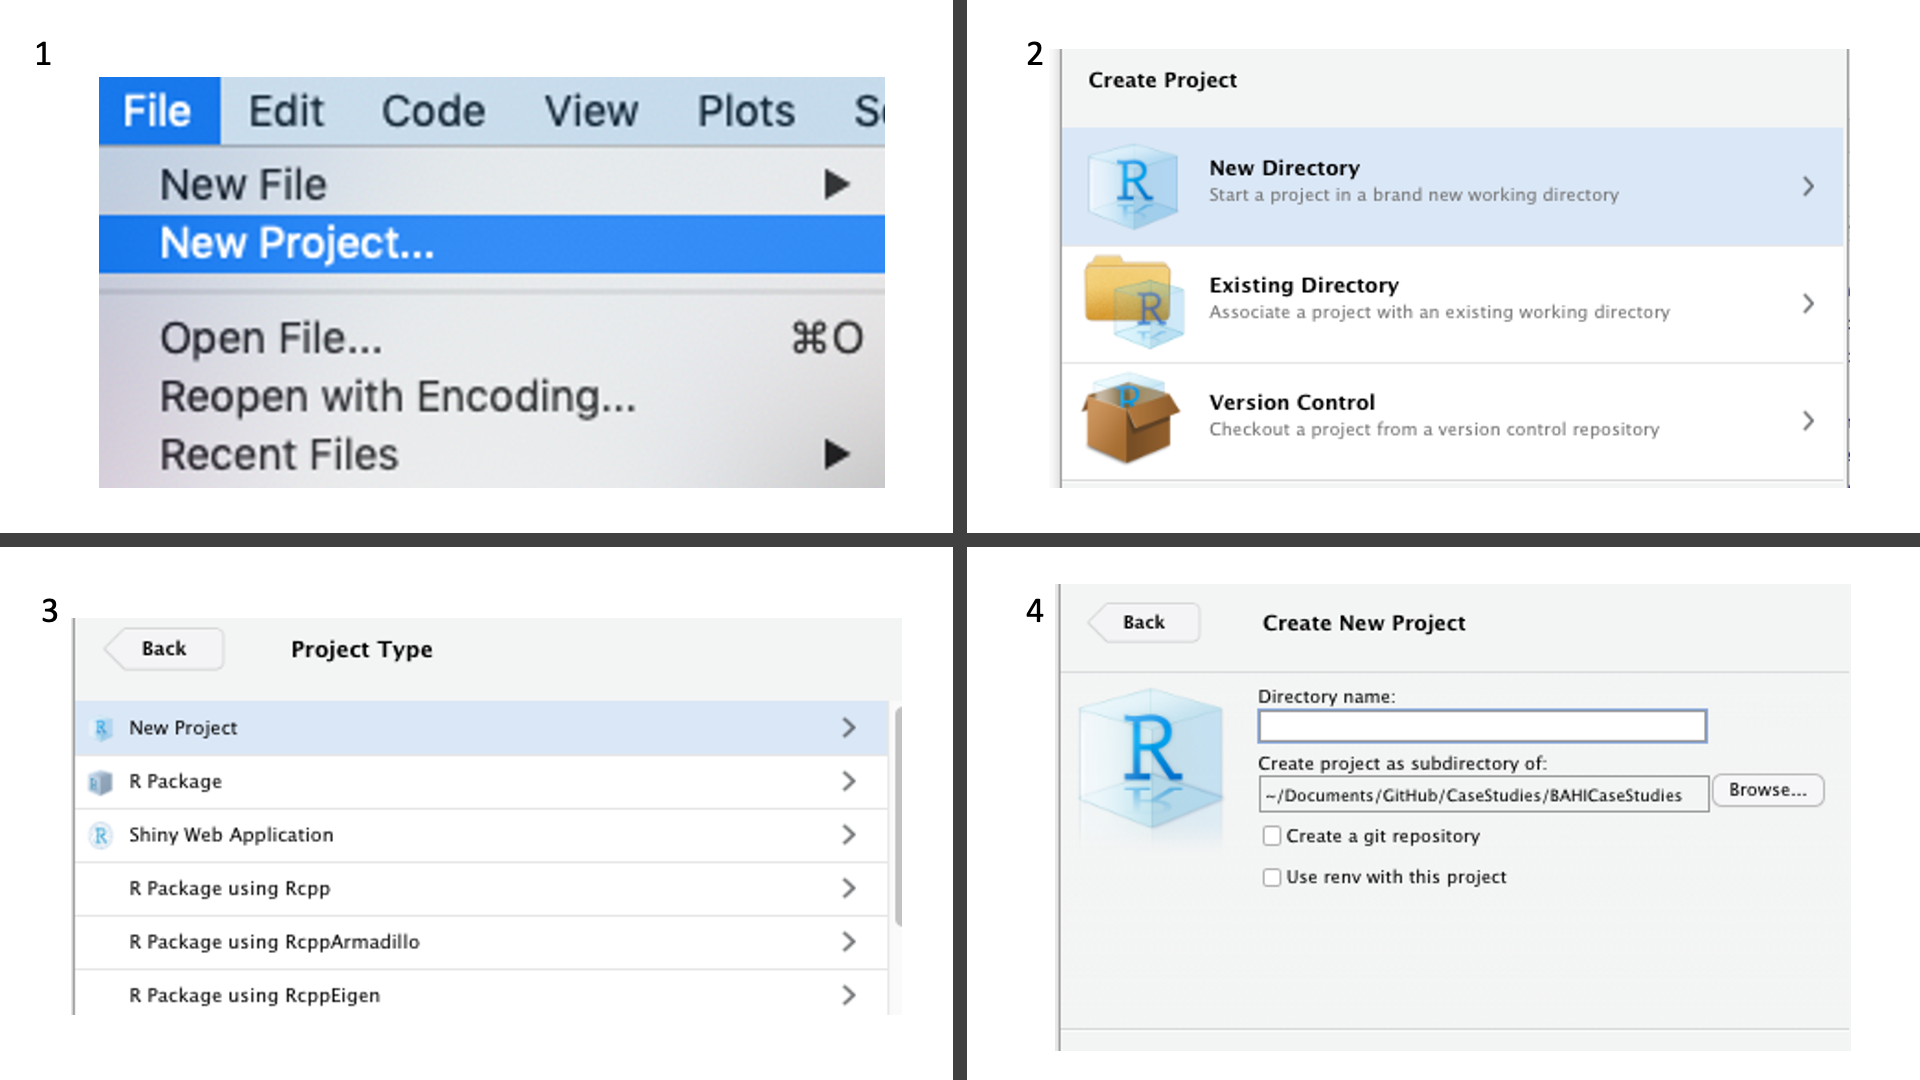 1
File Edit Code View Plots
New File
New Project...
Open File... ⌘O
Reopen with Encoding...
Recent Files
2
Create Project
New Directory
Start a project in a brand new working directory
Existing Directory
Associate a project with an existing working directory
Version Control
Checkout a project from a version control repository
3
Back Project Type
New Project
R Package
Shiny Web Application
R Package using Rcpp
R Package using RcppArmadillo
R Package using RcppEigen
4
Back Create New Project
Directory name:
Create project as subdirectory of:
~/Documents/GitHub/CaseStudies/BAHICaseStudies Browse...
Create a git repository
Use renv with this project